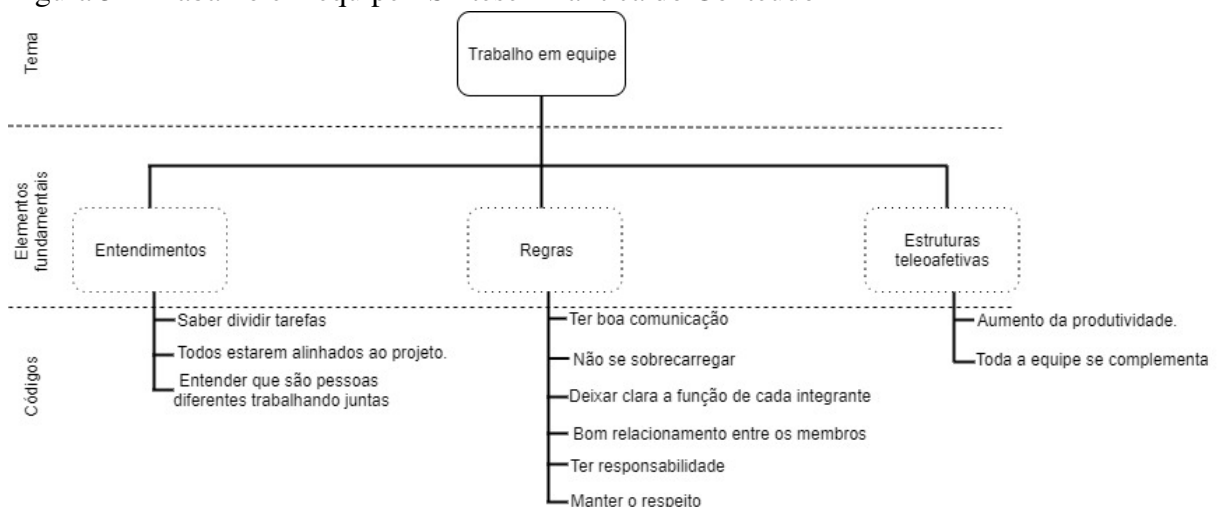 Tema
Trabalho em equipe
Elementos
fundamentais
Entendimentos
Regras
Estruturas
teleoafetivas
Códigos
Saber dividir tarefas
Todos estarem alinhados ao projeto.
Entender que são pessoas
diferentes trabalhando juntas
Ter boa comunicação
Não se sobrecarregar
Deixar clara a função de cada integrante
Bom relacionamento entre os membros
Ter responsabilidade
Manter o respeito
Aumento da produtividade.
Toda a equipe se complementa